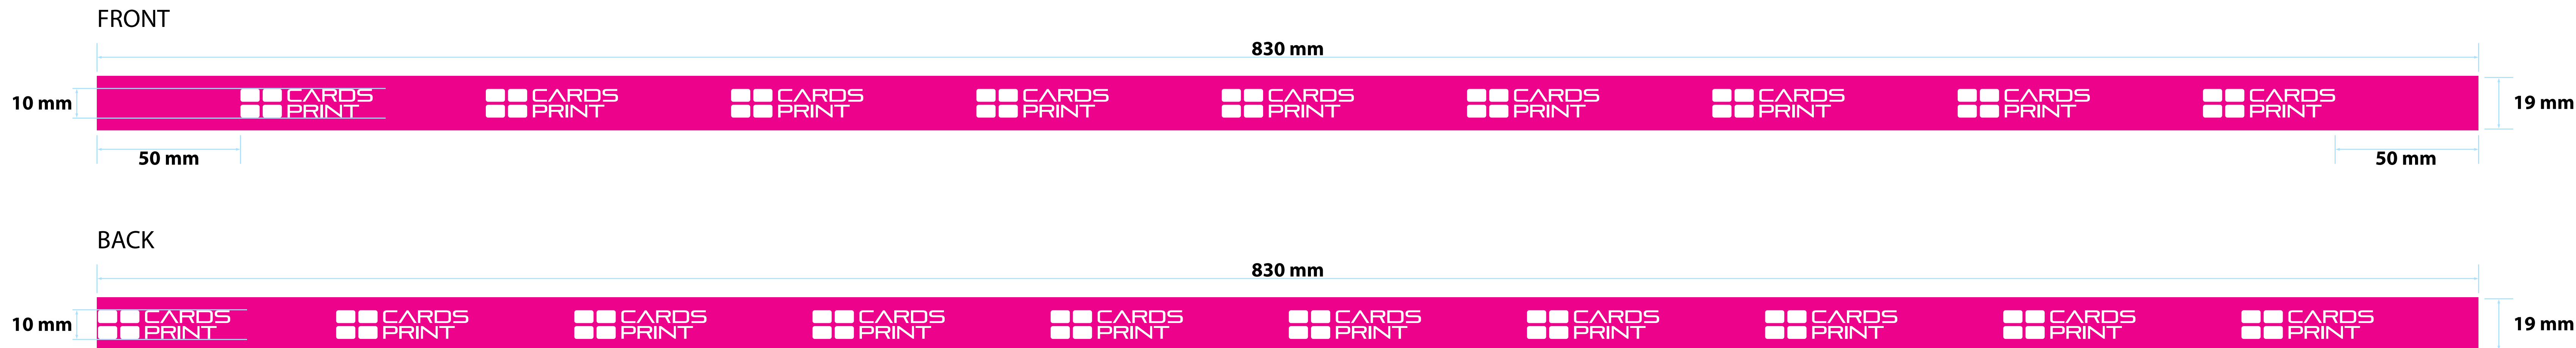 FRONT
830 mm
10 mm
CARDS CARDS CARDS CARDS CARDS CARDS CARDS CARDS CARDS
PRINT PRINT PRINT PRINT PRINT PRINT PRINT PRINT PRINT
19 mm
50 mm
50 mm
BACK
830 mm
10 mm
CARDS CARDS CARDS CARDS CARDS CARDS CARDS CARDS CARDS CARDS
PRINT PRINT PRINT PRINT PRINT PRINT PRINT PRINT PRINT PRINT
19 mm